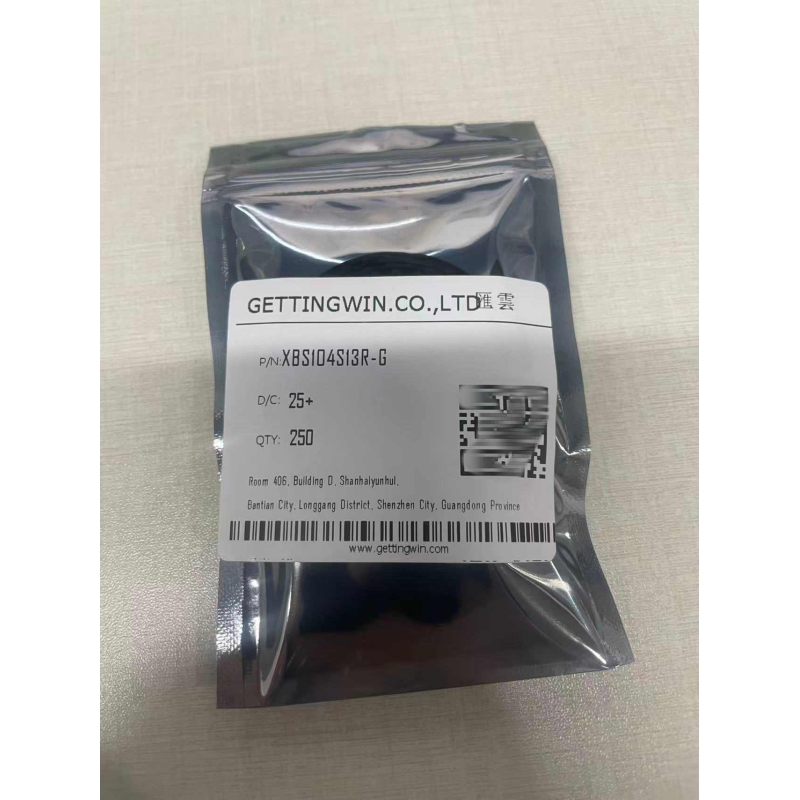 GETTINGWIN.CO.,LTD匯雲
P/N:XBS104S13R-G
D/C: 25+
QTY: 250
Room 406, Building D, Shanhaiyunhui,
Bantian City, Longgang District, Shenzhen City, Guangdong Province
www.gettingwin.com